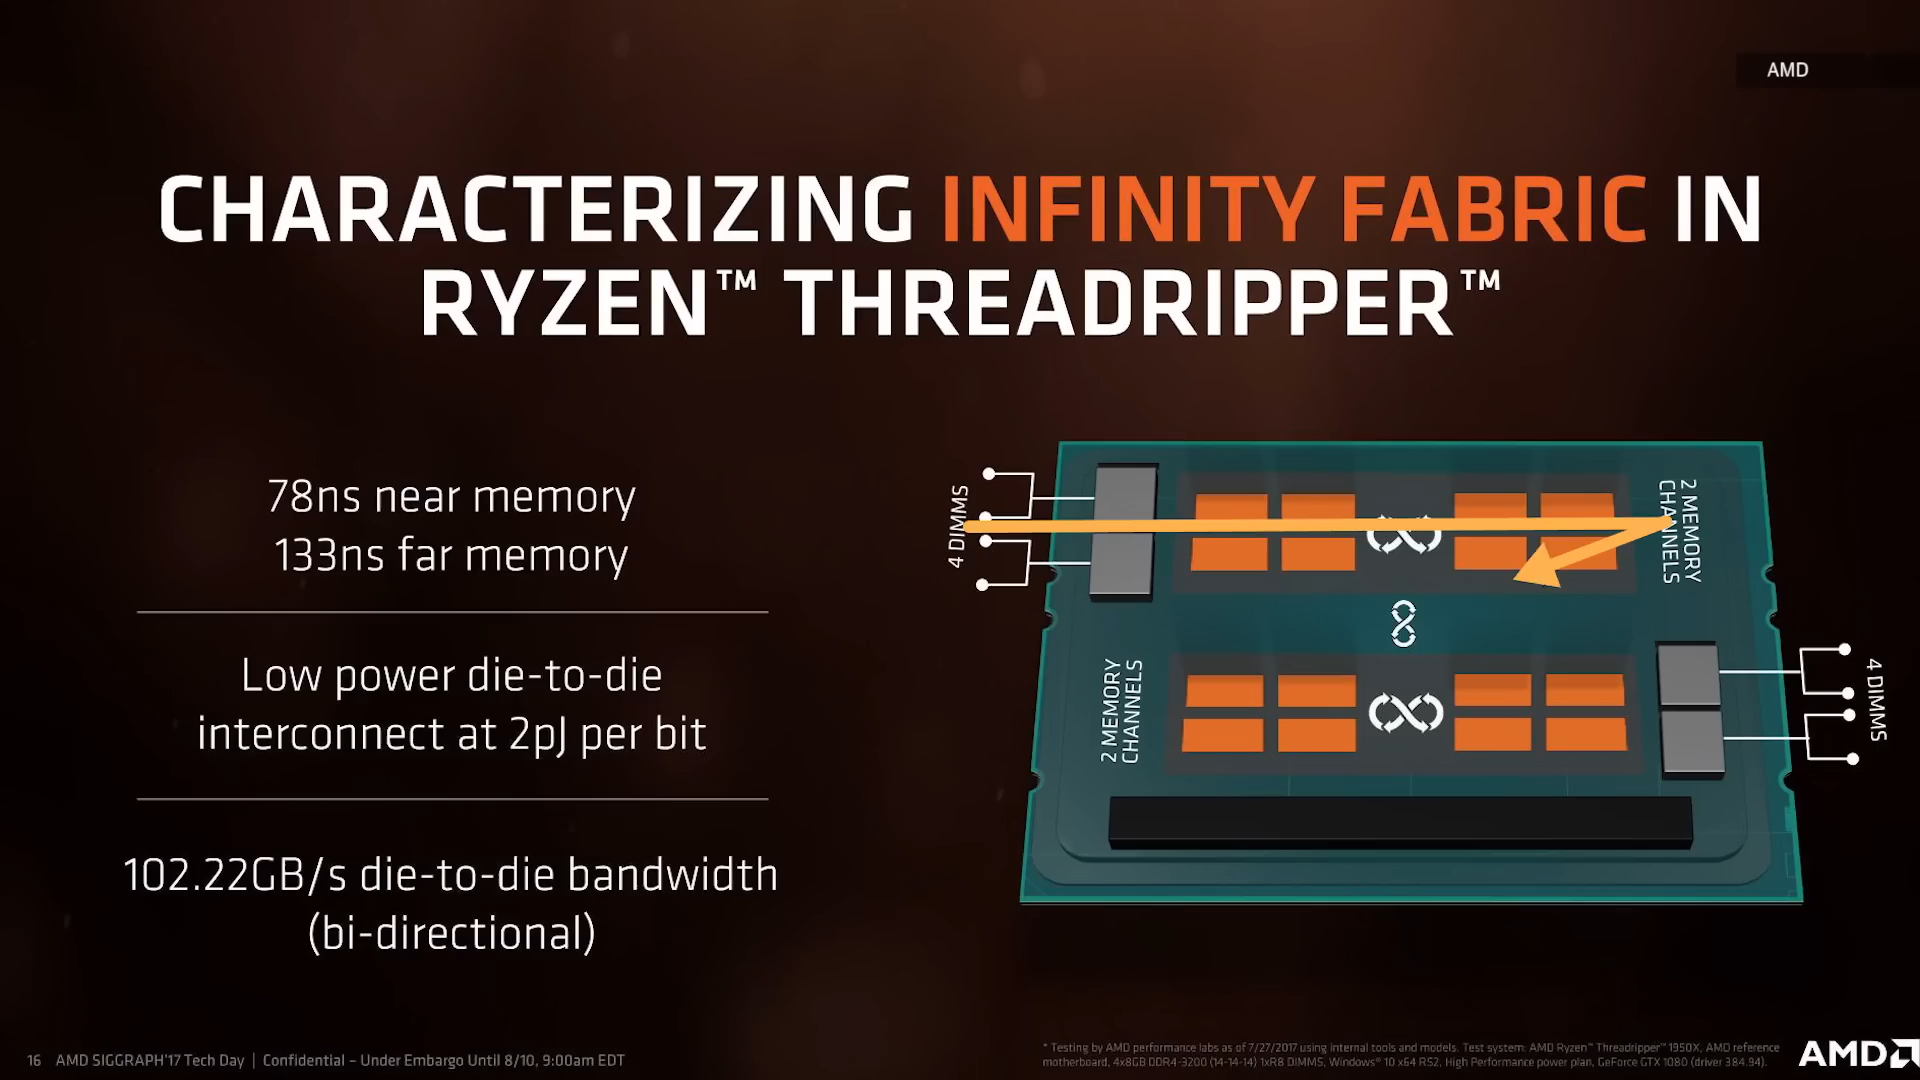 AMD
CHARACTERIZING INFINITY FABRIC IN
RYZEN™ THREADRIPPER™
78ns near memory
133ns far memory
Low power die-to-die
interconnect at 2pJ per bit
102.22GB/s die-to-die bandwidth
(bi-directional)
4 DIMMS
2 MEMORY
CHANNELS
2 MEMORY
CHANNELS
4 DIMMS
16 AMD SIGGRAPH'17 Tech Day | Confidential – Under Embargo Until 8/10, 9:00am EDT
* Testing by AMD performance labs as of 7/27/2017 using internal tools and models. Test system: AMD Ryzen™ Threadripper™ 1950X, AMD reference
motherboard, 4x8GB DDR4-3200 (14-14-14) 1xR8 DIMMS, Windows® 10 x64 RS2, High Performance power plan, GeForce GTX 1080 (driver 384.94).
AMD